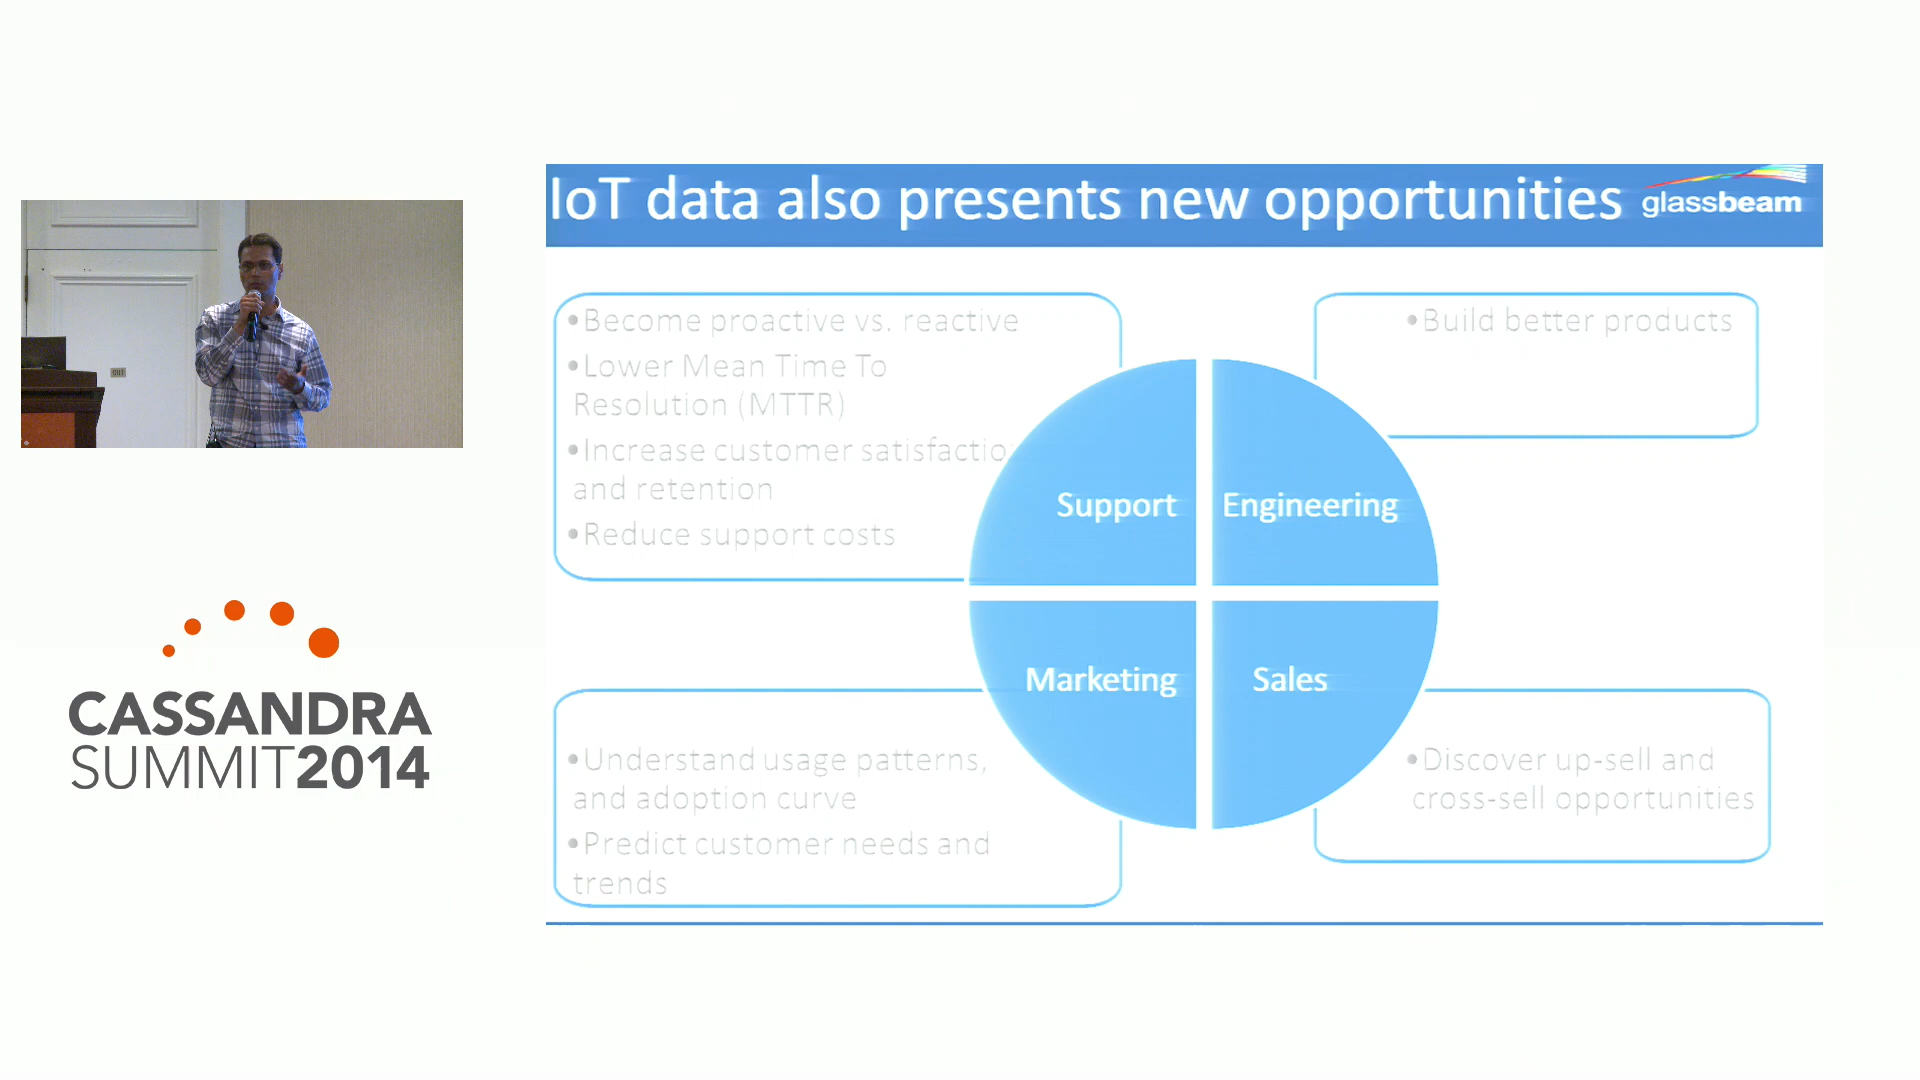 IoT data also presents new opportunities
glassbeam
•Become proactive vs. reactive
•Lower Mean Time To
Resolution (MTTR)
•Increase customer satisfactio
and retention
•Reduce support costs
•Build better products
Support
Engineering
Marketing
Sales
•Understand usage patterns,
and adoption curve
•Predict customer needs and
trends
•Discover up-sell and
cross-sell opportunities
CASSANDRA
SUMMIT2014